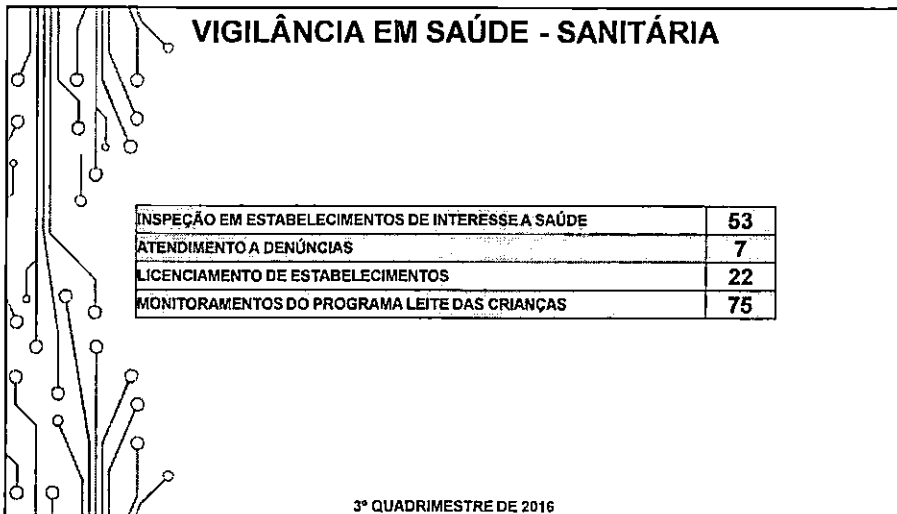 VIGILÂNCIA EM SAÚDE - SANITÁRIA
INSPEÇÃO EM ESTABELECIMENTOS DE INTERESSE A SAÚDE 53
ATENDIMENTO A DENÚNCIAS 7
LICENCIAMENTO DE ESTABELECIMENTOS 22
MONITORAMENTOS DO PROGRAMA LEITE DAS CRIANÇAS 75
3º QUADRIMESTRE DE 2016